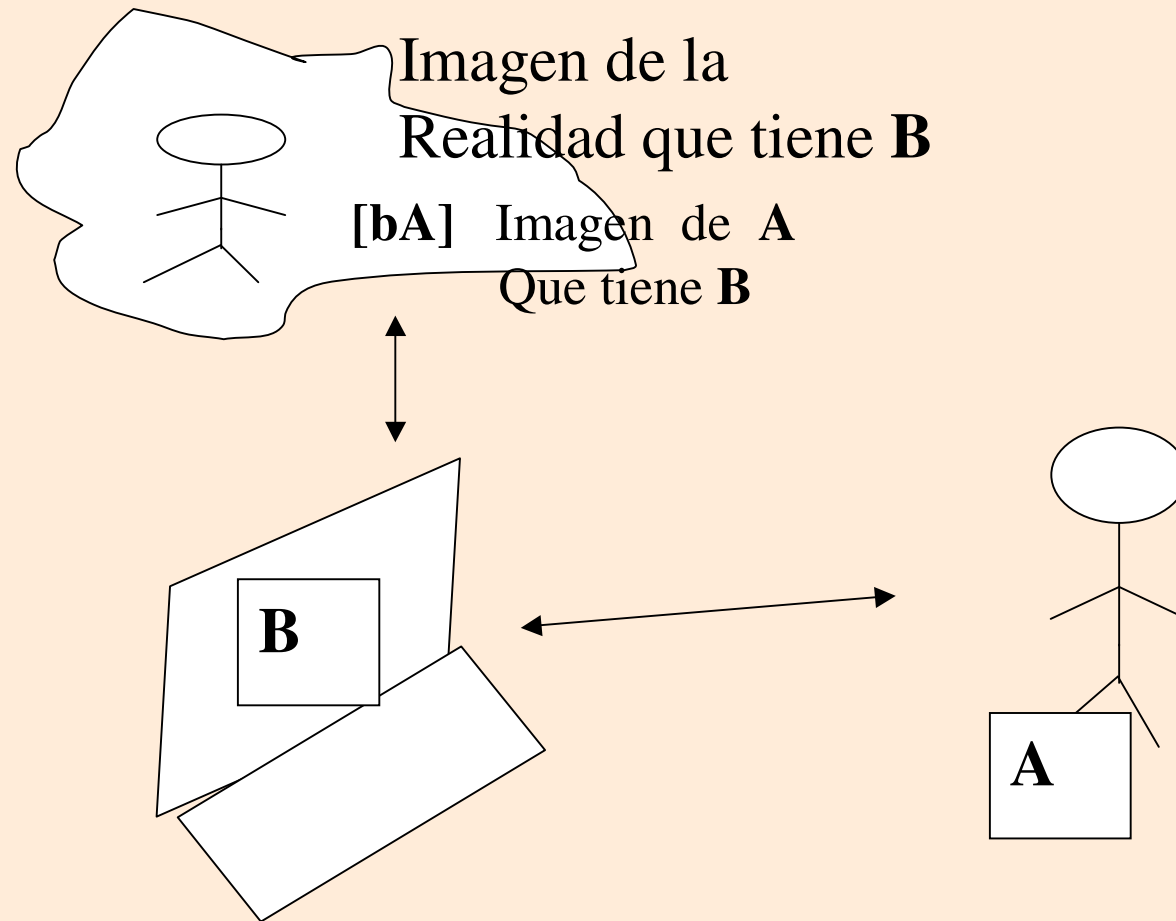 Imagen de la
Realidad que tiene B
[bA] Imagen de A
Que tiene B
B
A